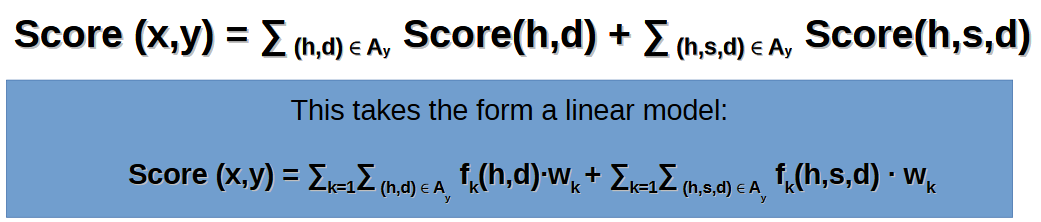 Score (x,y) = ∑ (h,d) ∈ Ay Score(h,d) + ∑ (h,s,d) ∈ Ay Score(h,s,d)
This takes the form a linear model:
Score (x,y) = ∑k=1∑ (h,d) ∈ Ay fk(h,d)·wk + ∑k=1∑ (h,s,d) ∈ Ay fk(h,s,d) · wk